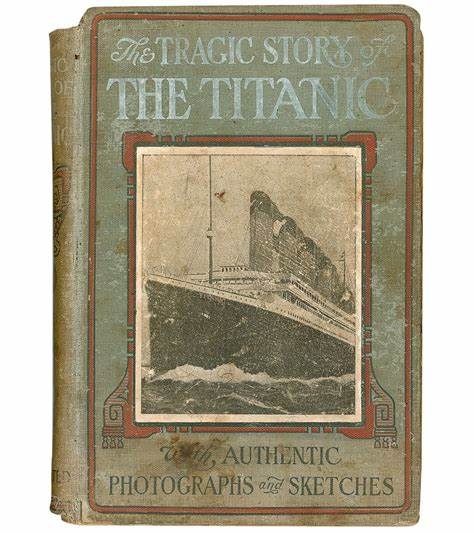 The TRAGIC STORY of
THE TITANIC
With AUTHENTIC
PHOTOGRAPHS and SKETCHES